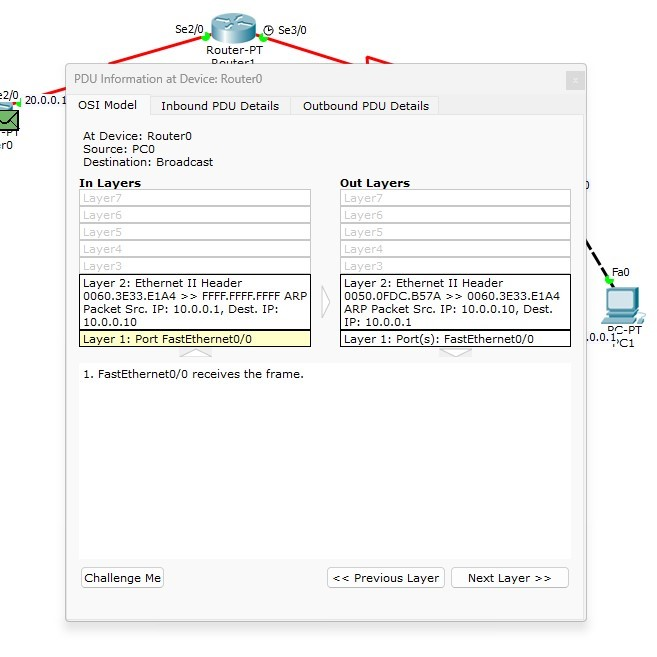 Se2/0
Se3/0
Router-PT
Router1
e2/0
20.0.0.1
r0
PDU Information at Device: Router0
OSI Model
Inbound PDU Details
Outbound PDU Details
At Device: Router0
Source: PC0
Destination: Broadcast
In Layers
Layer7
Layer6
Layer5
Layer4
Layer3
Layer 2: Ethernet II Header
0060.3E33.E1A4 >> FFFF.FFFF.FFFF ARP
Packet Src. IP: 10.0.0.1, Dest. IP:
10.0.0.10
Layer 1: Port FastEthernet0/0
Out Layers
Layer7
Layer6
Layer5
Layer4
Layer3
Layer 2: Ethernet II Header
0050.0FDC.B57A >> 0060.3E33.E1A4
ARP Packet Src. IP: 10.0.0.10, Dest.
IP: 10.0.0.1
Layer 1: Port(s): FastEthernet0/0
1. FastEthernet0/0 receives the frame.
Challenge Me
<< Previous Layer
Next Layer >>
Fa0
PC-PT
.0.1
PC1